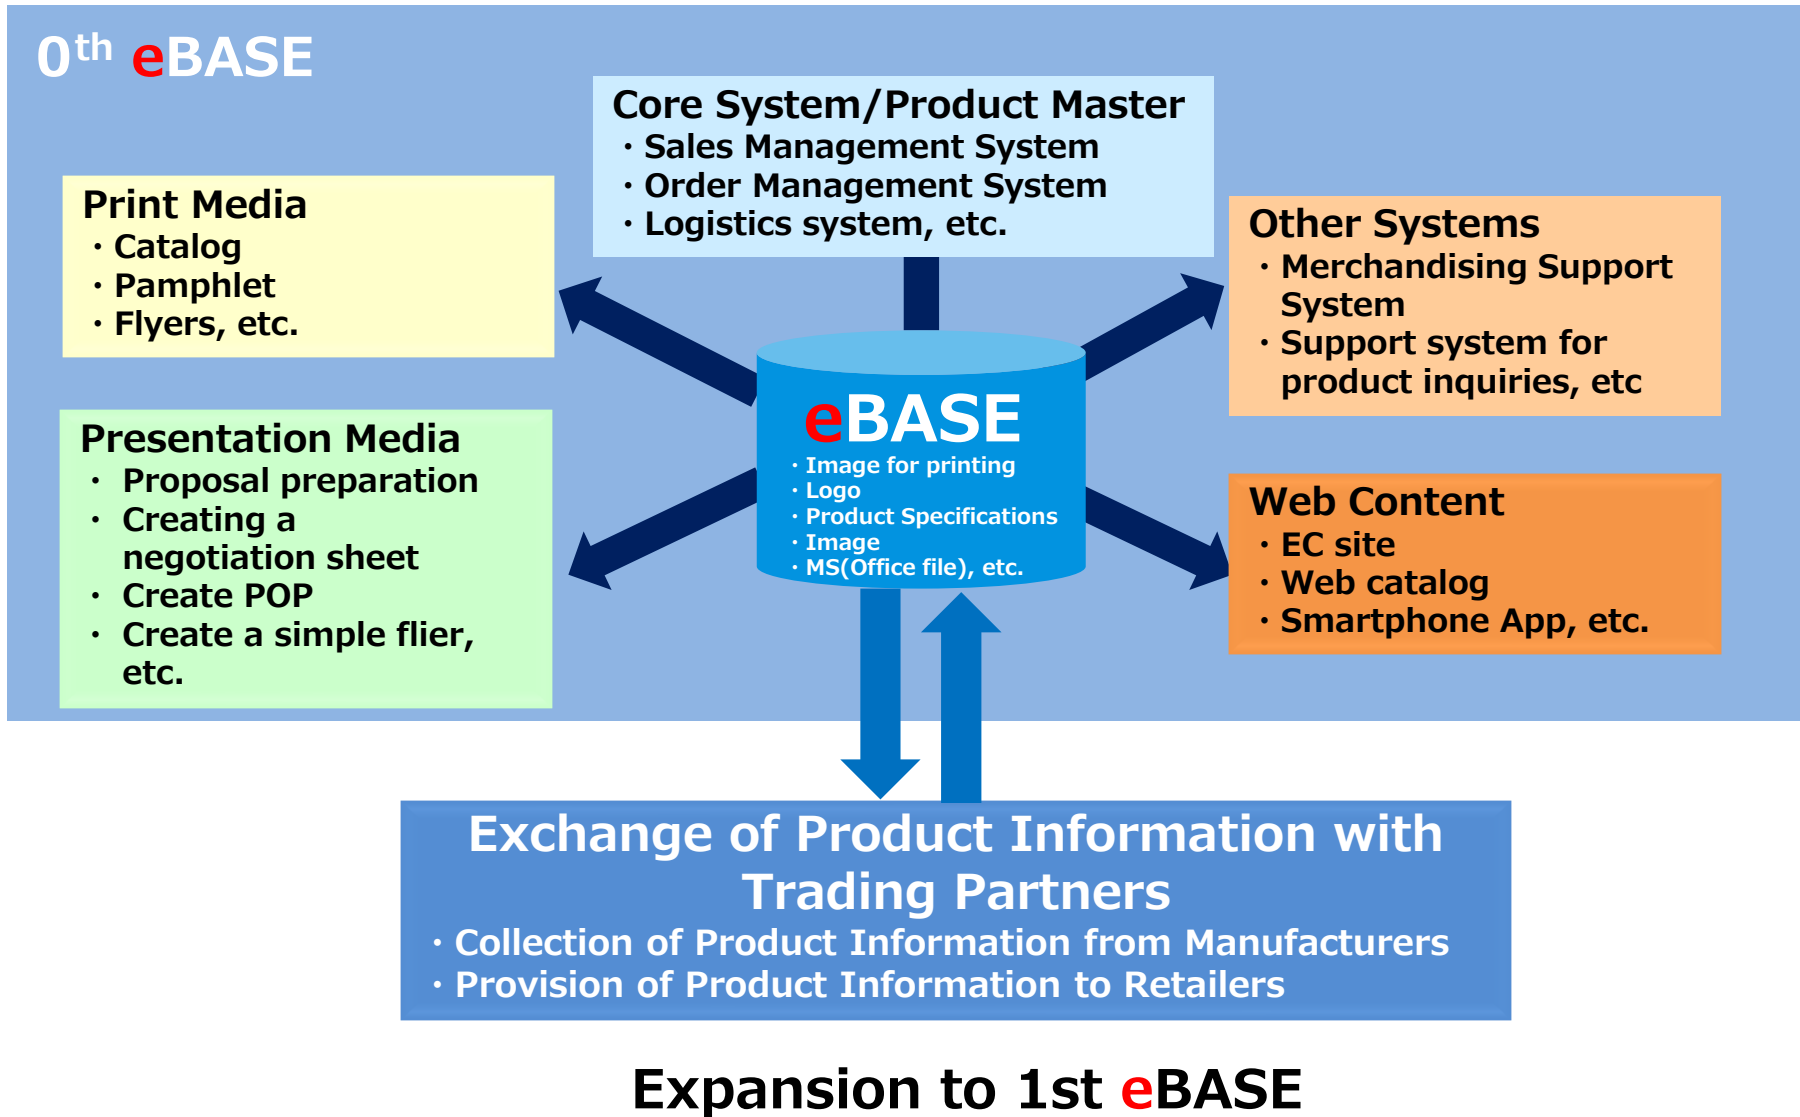 0th eBASE
Core System/Product Master
・Sales Management System
・Order Management System
・Logistics system, etc.
Print Media
・Catalog
・Pamphlet
・Flyers, etc.
Other Systems
・Merchandising Support
System
・Support system for
product inquiries, etc
Presentation Media
・ Proposal preparation
・ Creating a
negotiation sheet
・ Create POP
・ Create a simple flier,
etc.
eBASE
・Image for printing
・Logo
・Product Specifications
・Image
・MS(Office file), etc.
Web Content
・EC site
・Web catalog
・Smartphone App, etc.
Exchange of Product Information with
Trading Partners
・Collection of Product Information from Manufacturers
・Provision of Product Information to Retailers
Expansion to 1st eBASE